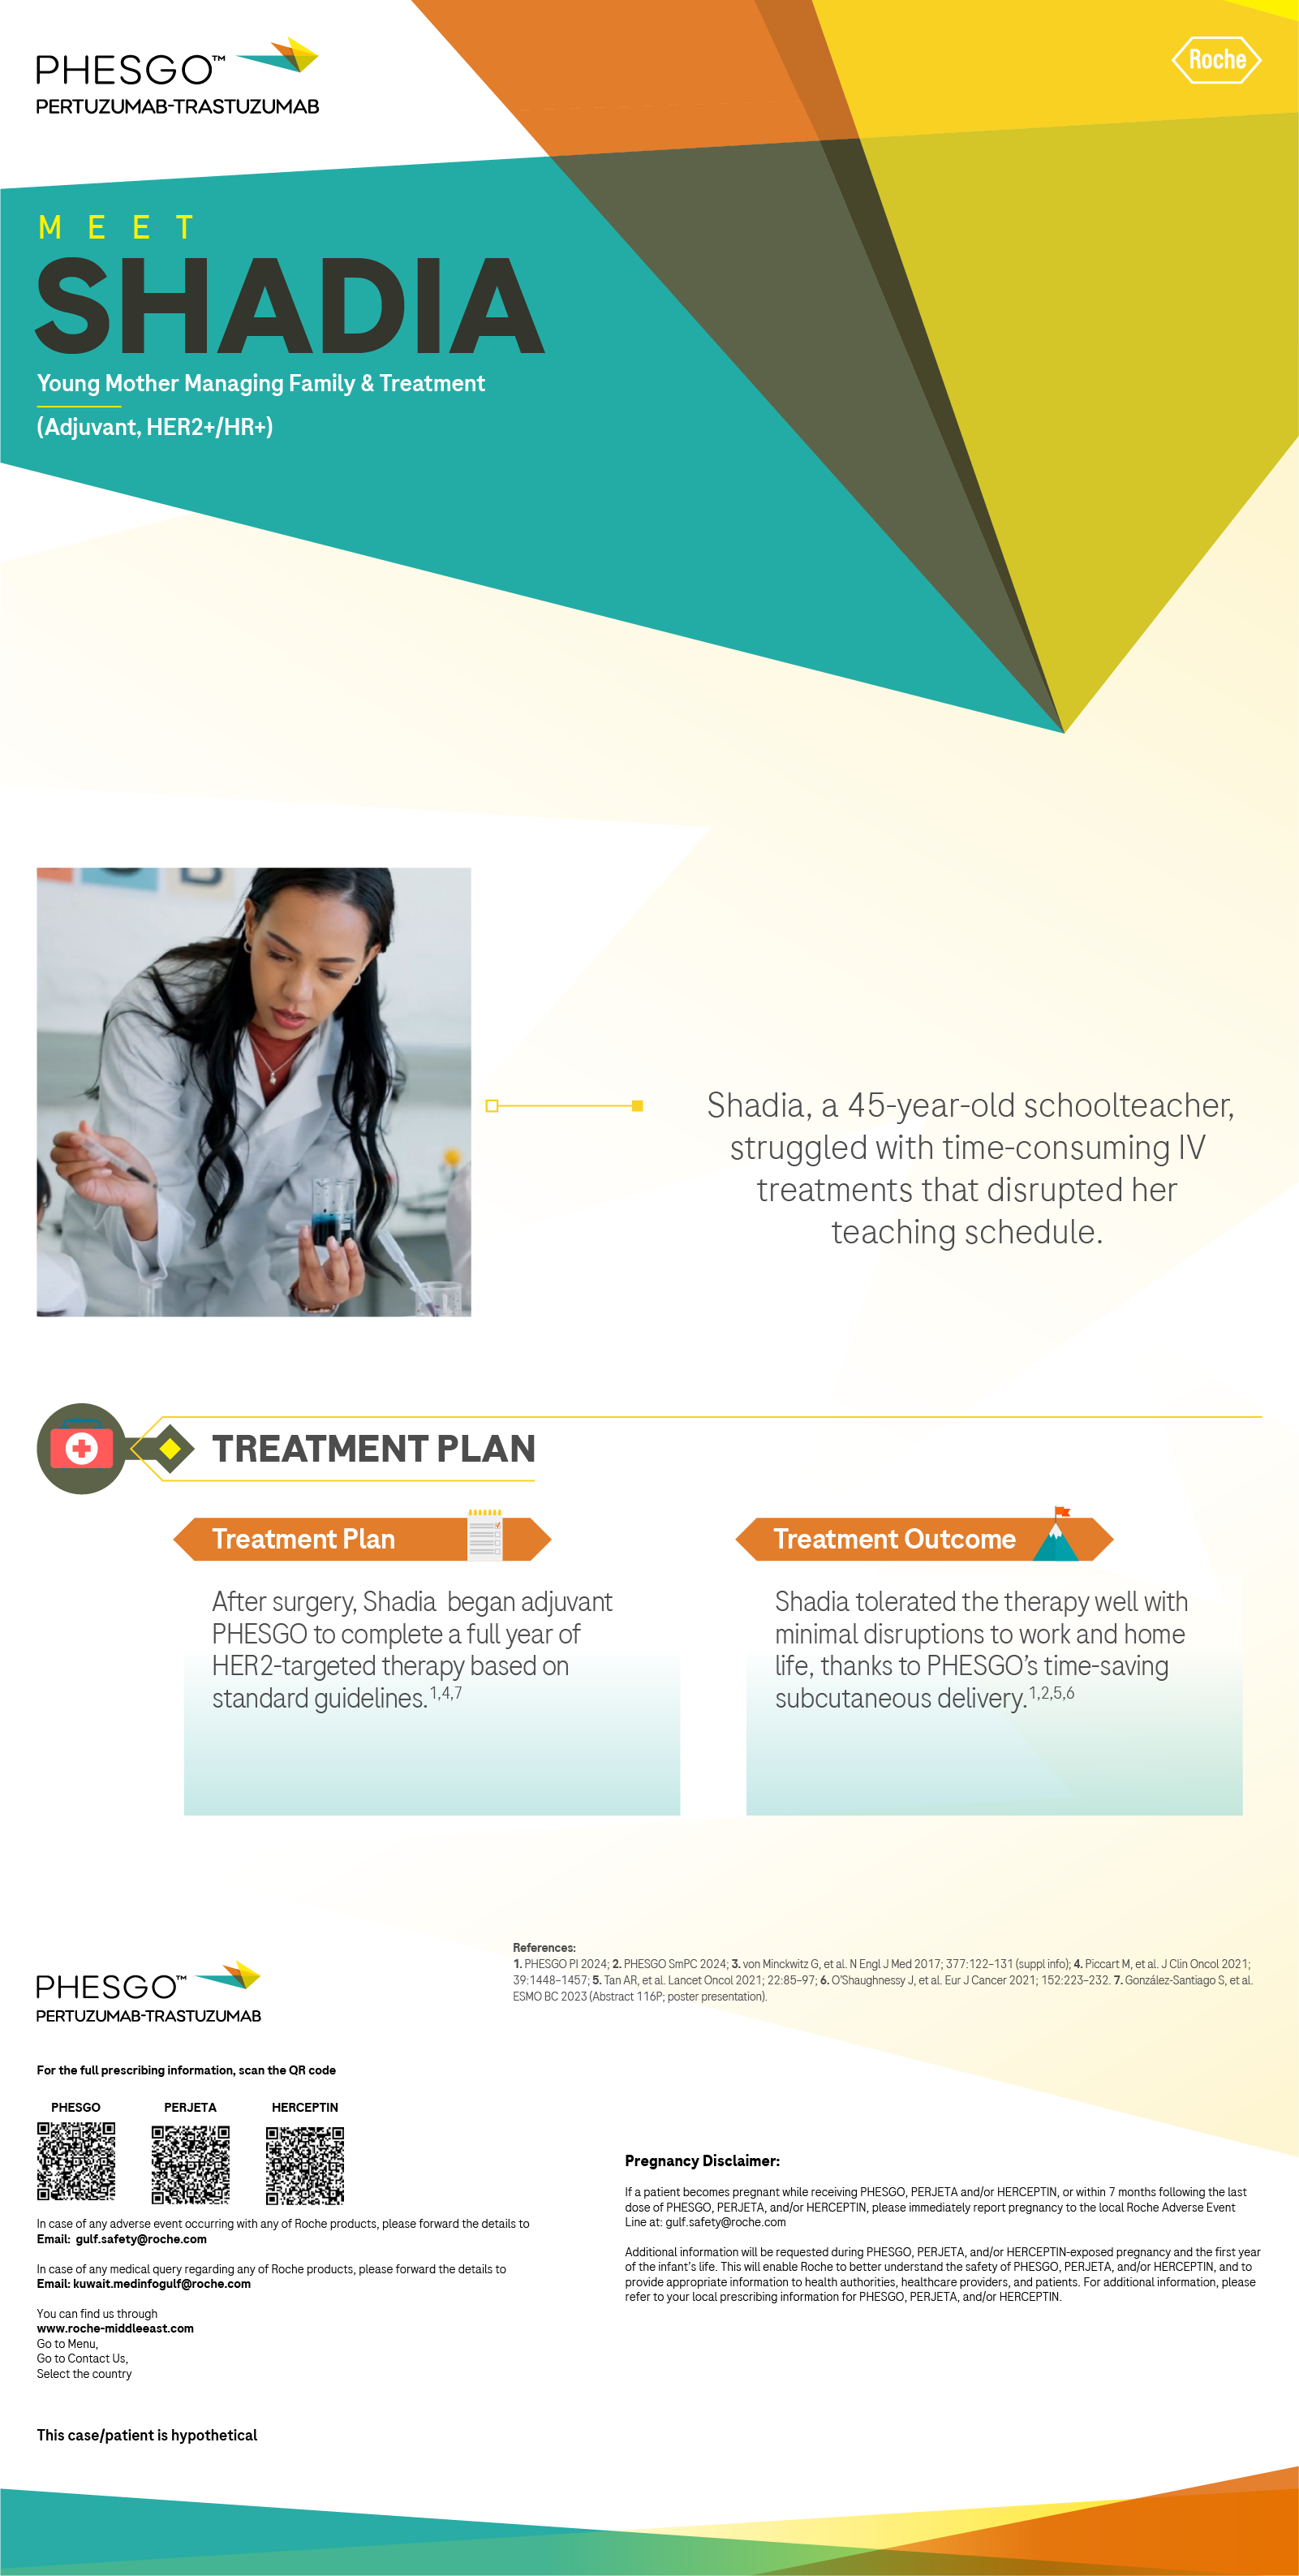 PHESGO™
PERTUZUMAB-TRASTUZUMAB
Roche
MEET
SHADIA
Young Mother Managing Family & Treatment
(Adjuvant, HER2+/HR+)
Shadia, a 45-year-old schoolteacher,
struggled with time-consuming IV
treatments that disrupted her
teaching schedule.
TREATMENT PLAN
Treatment Plan
After surgery, Shadia began adjuvant
PHESGO to complete a full year of
HER2-targeted therapy based on
standard guidelines.1,4,7
Treatment Outcome
Shadia tolerated the therapy well with
minimal disruptions to work and home
life, thanks to PHESGO’s time-saving
subcutaneous delivery.1,2,5,6
References:
1. PHESGO PI 2024; 2. PHESGO SmPC 2024; 3. von Minckwitz G, et al. N Engl J Med 2017; 377:122–131 (suppl info); 4. Piccart M, et al. J Clin Oncol 2021;
39:1448–1457; 5. Tan AR, et al. Lancet Oncol 2021; 22:85–97; 6. O’Shaughnessy J, et al. Eur J Cancer 2021; 152:223–232. 7. González-Santiago S, et al.
ESMO BC 2023 (Abstract 116P; poster presentation).
PHESGO™
PERTUZUMAB-TRASTUZUMAB
For the full prescribing information, scan the QR code
PHESGO PERJETA HERCEPTIN
In case of any adverse event occurring with any of Roche products, please forward the details to
Email: gulf.safety@roche.com
In case of any medical query regarding any of Roche products, please forward the details to
Email: kuwait.medinfogulf@roche.com
You can find us through
www.roche-middleeast.com
Go to Menu,
Go to Contact Us,
Select the country
Pregnancy Disclaimer:
If a patient becomes pregnant while receiving PHESGO, PERJETA and/or HERCEPTIN, or within 7 months following the last
dose of PHESGO, PERJETA, and/or HERCEPTIN, please immediately report pregnancy to the local Roche Adverse Event
Line at: gulf.safety@roche.com
Additional information will be requested during PHESGO, PERJETA, and/or HERCEPTIN-exposed pregnancy and the first year
of the infant’s life. This will enable Roche to better understand the safety of PHESGO, PERJETA, and/or HERCEPTIN, and to
provide appropriate information to health authorities, healthcare providers, and patients. For additional information, please
refer to your local prescribing information for PHESGO, PERJETA, and/or HERCEPTIN.
This case/patient is hypothetical